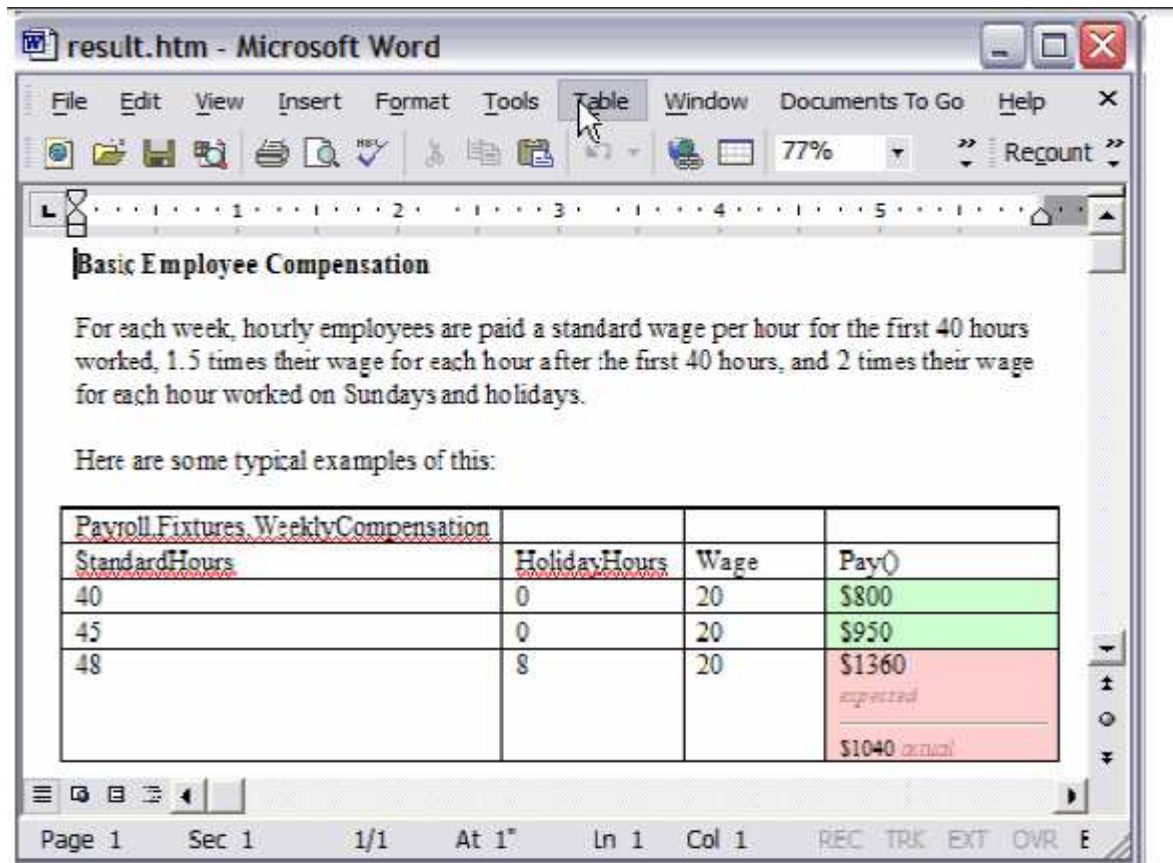 result.htm - Microsoft Word
File Edit View Insert Format Tools Table Window Documents To Go Help
77% Recount
1 2 3 4 5
Basic Employee Compensation
For each week, hourly employees are paid a standard wage per hour for the first 40 hours
worked, 1.5 times their wage for each hour after the first 40 hours, and 2 times their wage
for each hour worked on Sundays and holidays.
Here are some typical examples of this:
Payroll.Fixtures.WeeklyCompensation
StandardHours HolidayHours Wage Pay()
40 0 20 $800
45 0 20 $950
48 8 20 $1360
expected
$1040 actual
Page 1 Sec 1 1/1 At 1" Ln 1 Col 1 REC TRK EXT OVR E